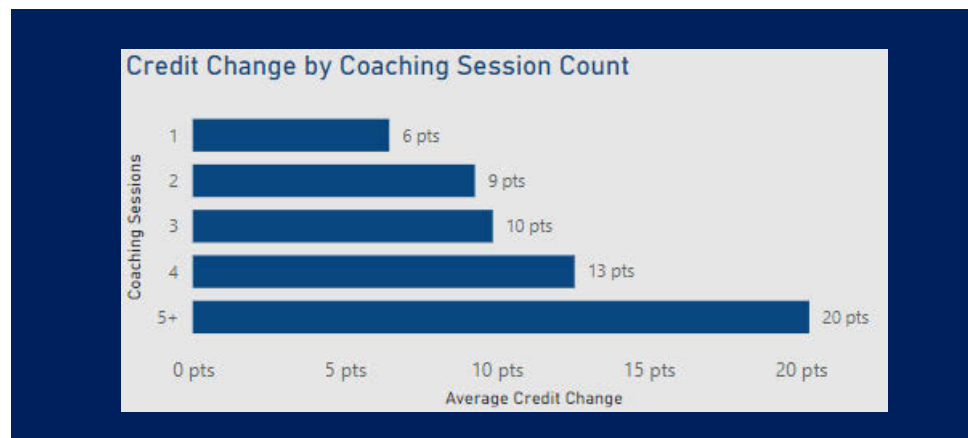 Credit Change by Coaching Session Count
Coaching Sessions
1 6 pts
2 9 pts
3 10 pts
4 13 pts
5+ 20 pts
0 pts 5 pts 10 pts 15 pts 20 pts
Average Credit Change